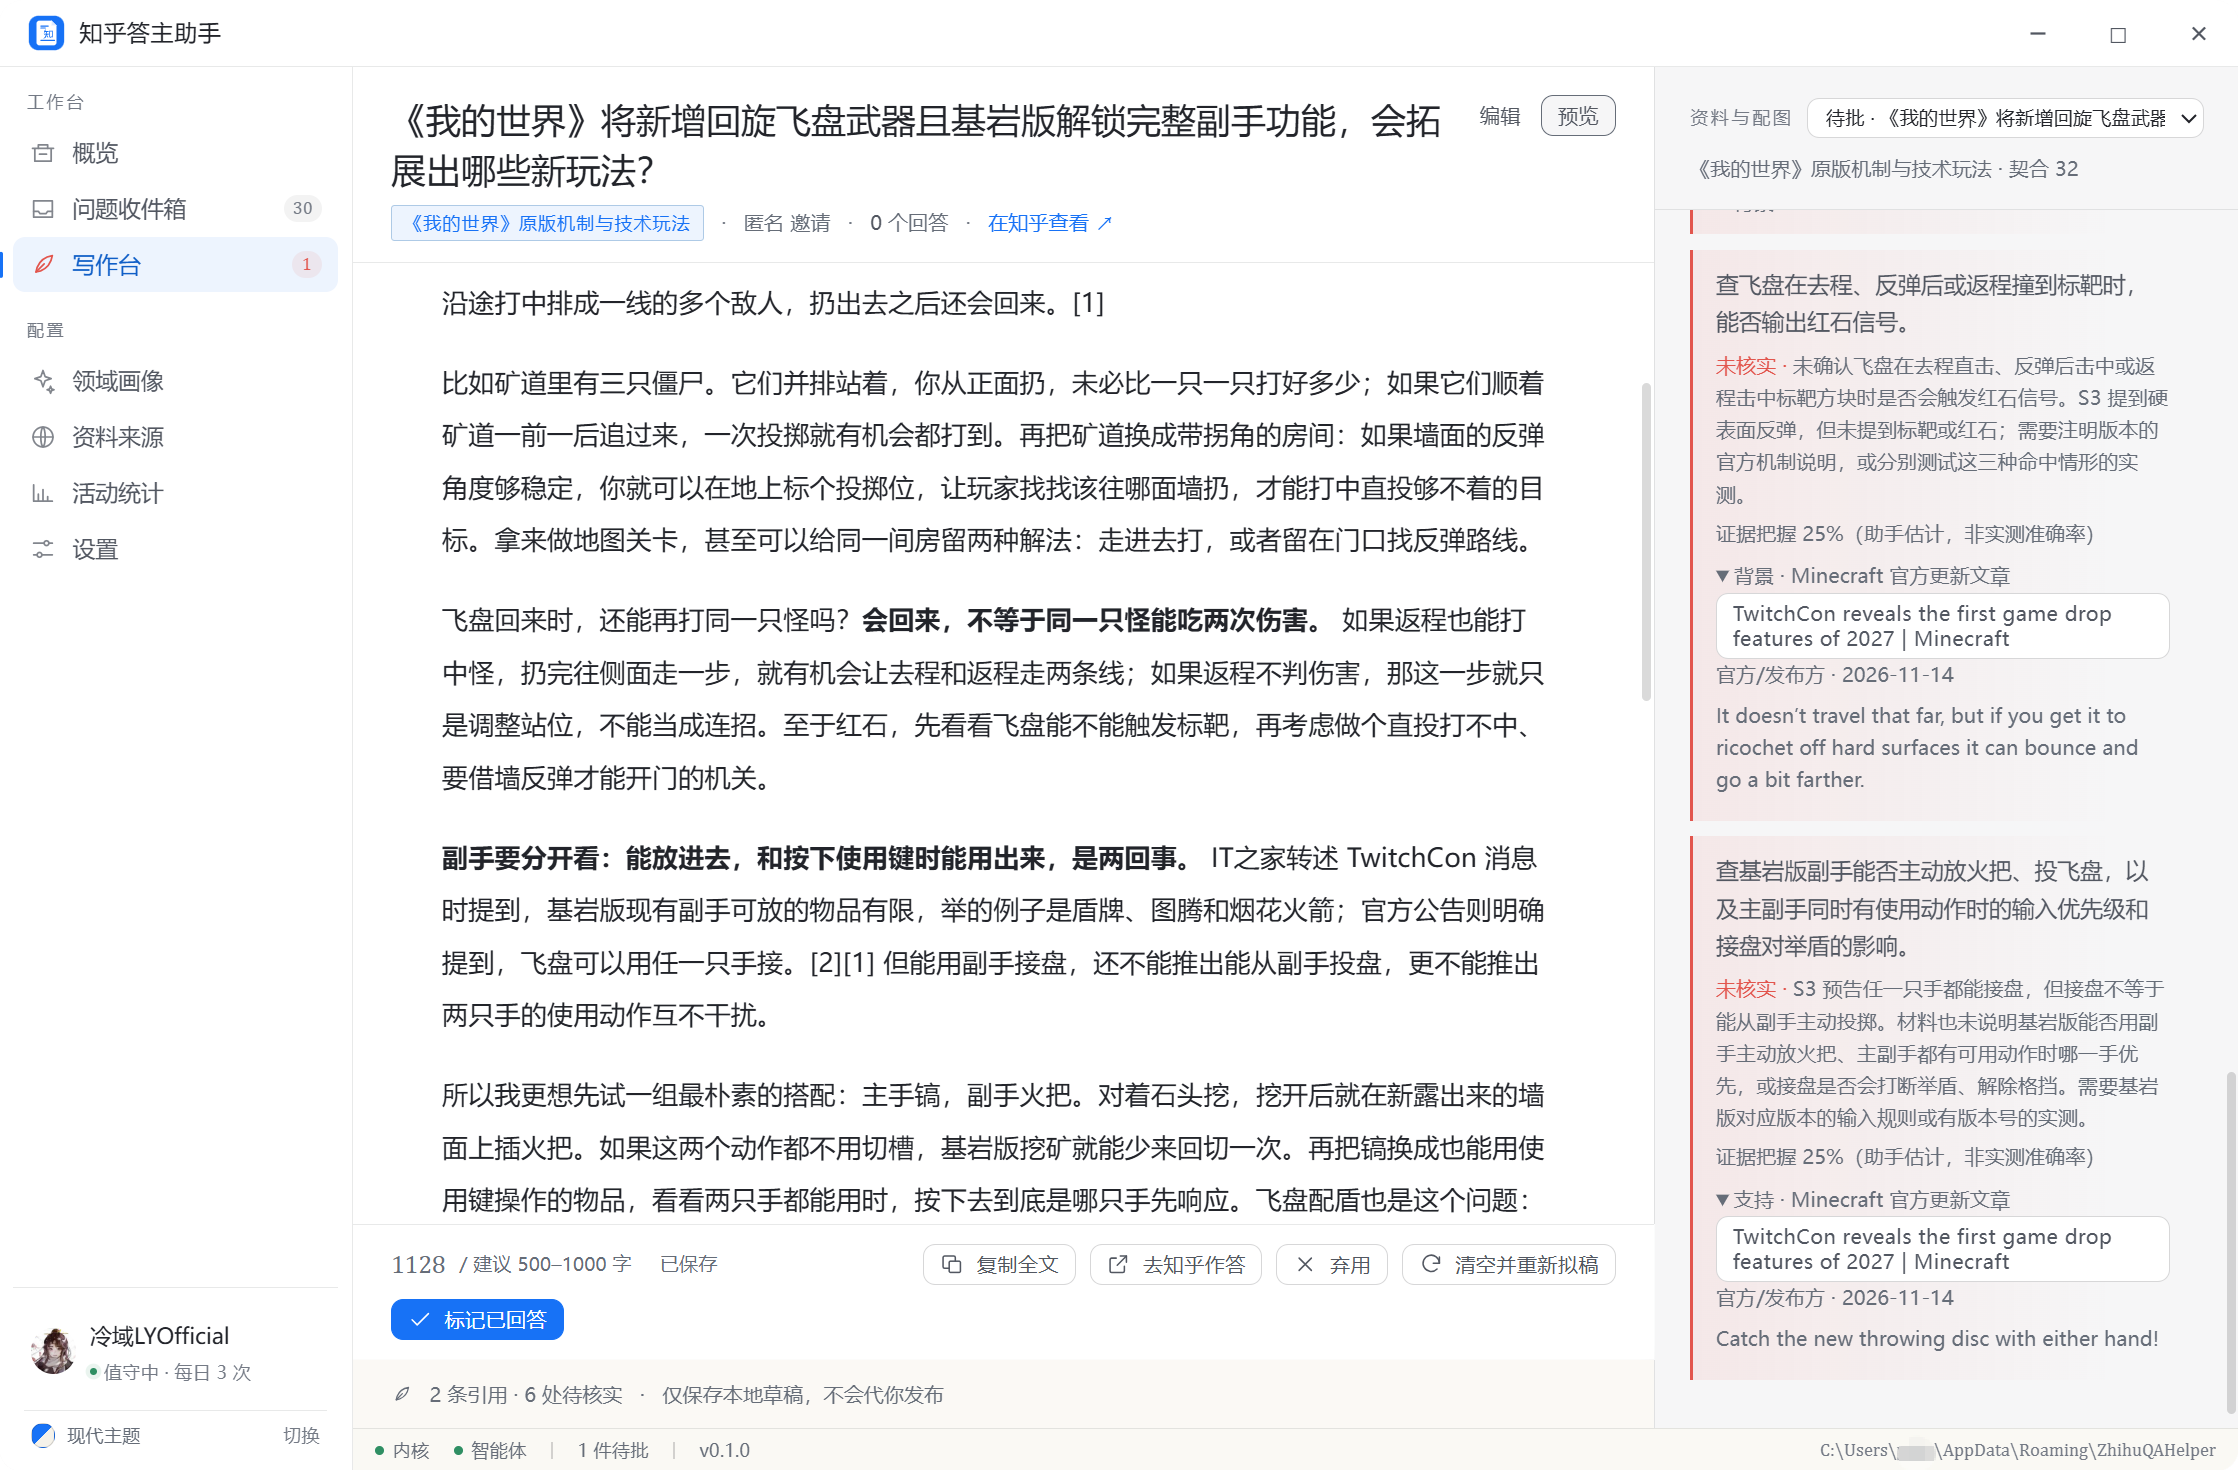 知乎答主助手
工作台
概览
问题收件箱 30
写作台 1
配置
领域画像
资料来源
活动统计
设置
冷域LYOfficial
值守中 · 每日 3 次
现代主题 切换
《我的世界》将新增回旋飞盘武器且基岩版解锁完整副手功能，会拓
展出哪些新玩法？
编辑 预览
《我的世界》原版机制与技术玩法 · 匿名 邀请 · 0 个回答 · 在知乎查看 ↗
沿途打中排成一线的多个敌人，扔出去之后还会回来。[1]
比如矿道里有三只僵尸。它们并排站着，你从正面扔，未必比一只一只打好多少；如果它们顺着
矿道一前一后追过来，一次投掷就有机会都打到。再把矿道换成带拐角的房间：如果墙面的反弹
角度够稳定，你就可以在地上标个投掷位，让玩家找找该往哪面墙扔，才能打中直投够不着的目
标。拿来做地图关卡，甚至可以给同一间房留两种解法：走进去打，或者留在门口找反弹路线。
飞盘回来时，还能再打同一只怪吗？会回来，不等于同一只怪能吃两次伤害。 如果返程也能打
中怪，扔完往侧面走一步，就有机会让去程和返程走两条线；如果返程不判伤害，那这一步就只
是调整站位，不能当成连招。至于红石，先看看飞盘能不能触发标靶，再考虑做个直投打不中、
要借墙反弹才能开门的机关。
副手要分开看：能放进去，和按下使用键时能用出来，是两回事。 IT之家转述 TwitchCon 消息
时提到，基岩版现有副手可放的物品有限，举的例子是盾牌、图腾和烟花火箭；官方公告则明确
提到，飞盘可以用任一只手接。[2][1] 但能用副手接盘，还不能推出能从副手投盘，更不能推出
两只手的使用动作互不干扰。
所以我更想先试一组最朴素的搭配：主手镐，副手火把。对着石头挖，挖开后就在新露出来的墙
面上插火把。如果这两个动作都不用切槽，基岩版挖矿就能少来回切一次。再把镐换成也能用使
用键操作的物品，看看两只手都能用时，按下去到底是哪只手先响应。飞盘配盾也是这个问题：
1128 / 建议 500–1000 字 已保存
复制全文 去知乎作答 弃用 清空并重新拟稿
标记已回答
2 条引用 · 6 处待核实 · 仅保存本地草稿，不会代你发布
内核 智能体 | 1 件待批 | v0.1.0
资料与配图 待批 · 《我的世界》将新增回旋飞盘武器
《我的世界》原版机制与技术玩法 · 契合 32
查飞盘在去程、反弹后或返程撞到标靶时，
能否输出红石信号。
未核实 · 未确认飞盘在去程直击、反弹后击中或返
程击中标靶方块时是否会触发红石信号。S3 提到硬
表面反弹，但未提到标靶或红石；需要注明版本的
官方机制说明，或分别测试这三种命中情形的实
测。
证据把握 25%（助手估计，非实测准确率）
▼背景 · Minecraft 官方更新文章
TwitchCon reveals the first game drop
features of 2027 | Minecraft
官方/发布方 · 2026-11-14
It doesn’t travel that far, but if you get it to
ricochet off hard surfaces it can bounce and
go a bit farther.
查基岩版副手能否主动放火把、投飞盘，以
及主副手同时有使用动作时的输入优先级和
接盘对举盾的影响。
未核实 · S3 预告任一只手都能接盘，但接盘不等于
能从副手主动投掷。材料也未说明基岩版能否用副
手主动放火把、主副手都有可用动作时哪一手优
先，或接盘是否会打断举盾、解除格挡。需要基岩
版对应版本的输入规则或有版本号的实测。
证据把握 25%（助手估计，非实测准确率）
▼支持 · Minecraft 官方更新文章
TwitchCon reveals the first game drop
features of 2027 | Minecraft
官方/发布方 · 2026-11-14
Catch the new throwing disc with either hand!
C:\Users\ \AppData\Roaming\ZhihuQAHelper